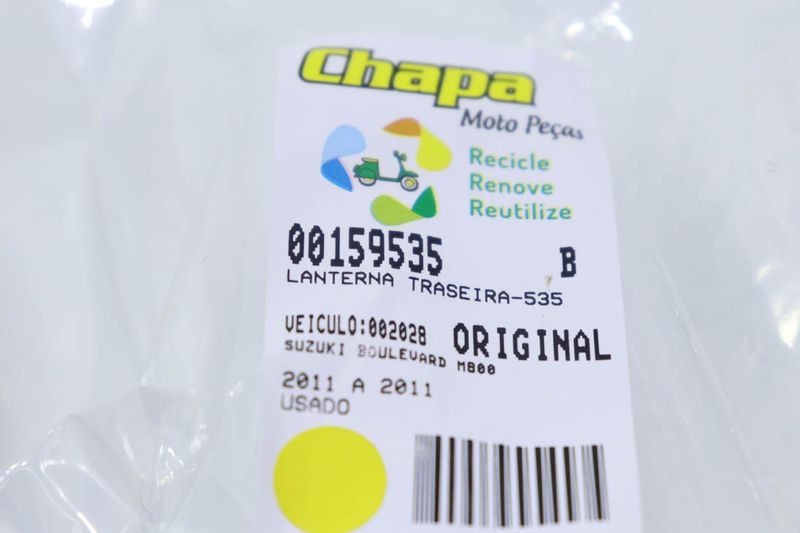 Chapa
Moto Peças
Recicle
Renove
Reutilize
00159535 B
LANTERNA TRASEIRA-535
VEICULO:002028 ORIGINAL
SUZUKI BOULEVARD M800
2011 A 2011
USADO